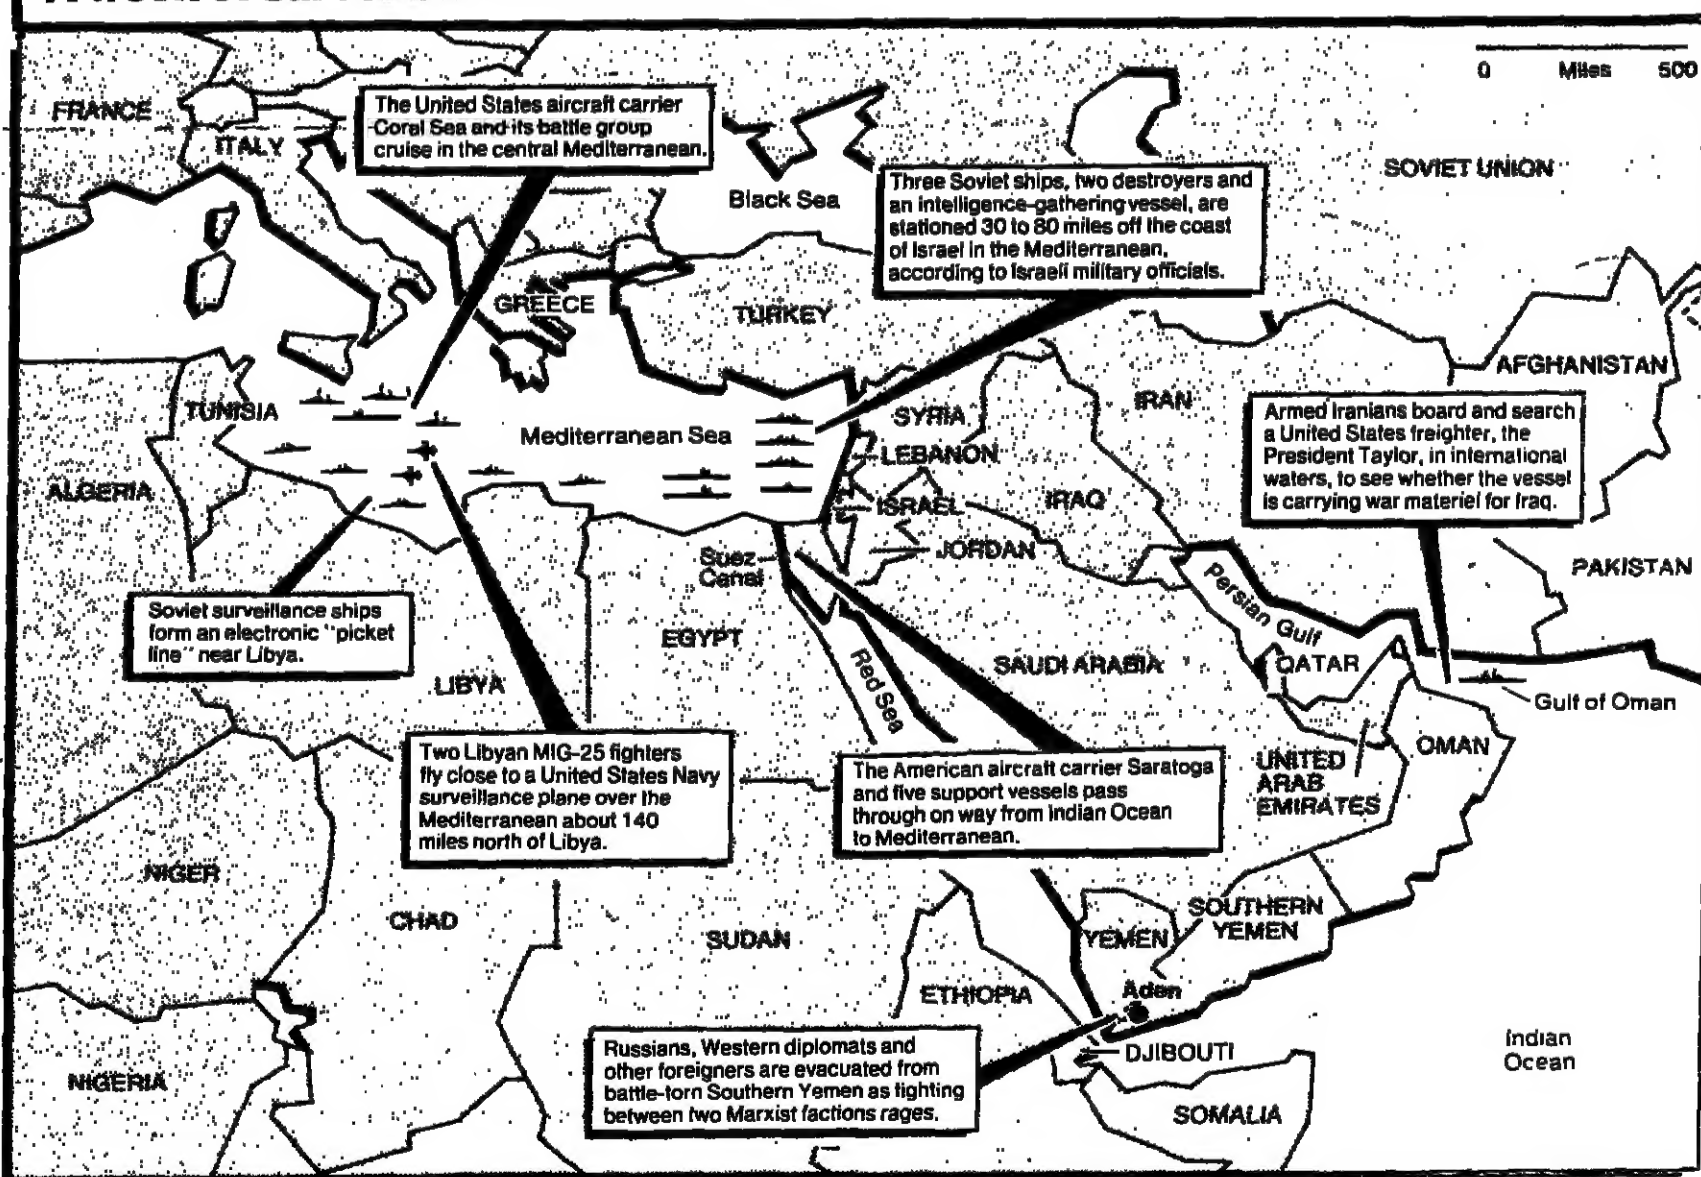 0 Miles 500
FRANCE
ITALY
The United States aircraft carrier
Coral Sea and its battle group
cruise in the central Mediterranean.
Black Sea
SOVIET UNION
Three Soviet ships, two destroyers and
an intelligence-gathering vessel, are
stationed 30 to 80 miles off the coast
of Israel in the Mediterranean,
according to Israeli military officials.
GREECE
TURKEY
AFGHANISTAN
TUNISIA
Mediterranean Sea
SYRIA
IRAN
LEBANON
Armed Iranians board and search
a United States freighter, the
President Taylor, in international
waters, to see whether the vessel
is carrying war materiel for Iraq.
ALGERIA
ISRAEL
IRAQ
JORDAN
Suez
Canal
PAKISTAN
Persian Gulf
Soviet surveillance ships
form an electronic "picket
line" near Libya.
EGYPT
Red Sea
SAUDI ARABIA
QATAR
LIBYA
Gulf of Oman
Two Libyan MIG-25 fighters
fly close to a United States Navy
surveillance plane over the
Mediterranean about 140
miles north of Libya.
The American aircraft carrier Saratoga
and five support vessels pass
through on way from Indian Ocean
to Mediterranean.
UNITED
ARAB
EMIRATES
OMAN
NIGER
CHAD
SUDAN
YEMEN
SOUTHERN
YEMEN
ETHIOPIA
Aden
Russians, Western diplomats and
other foreigners are evacuated from
battle-torn Southern Yemen as fighting
between two Marxist factions rages.
DJIBOUTI
Indian
Ocean
NIGERIA
SOMALIA